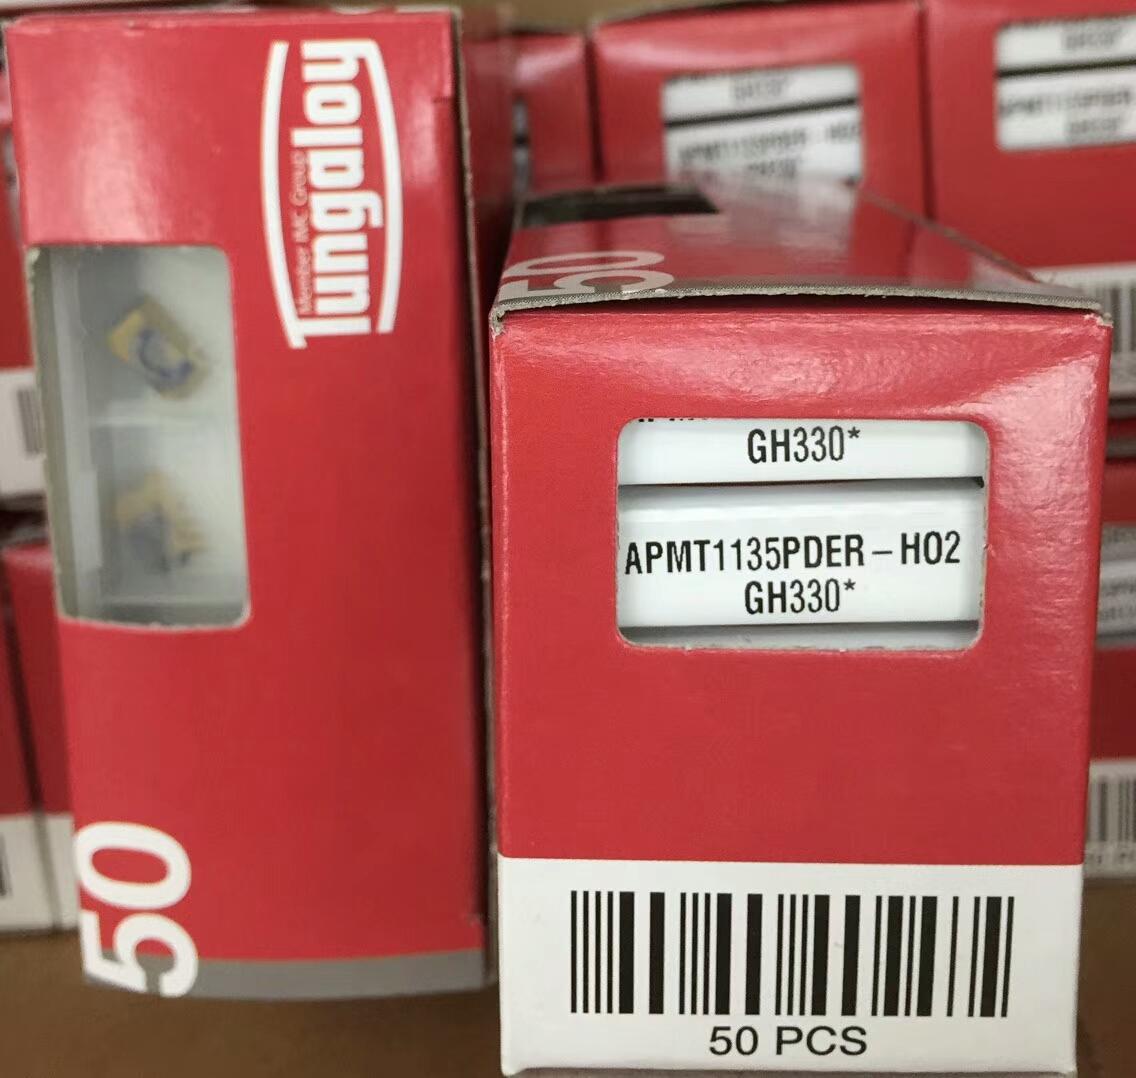 Tungaloy
Member IMC Group
50
50
GH330*
APMT1135PDER-H02
GH330*
50 PCS